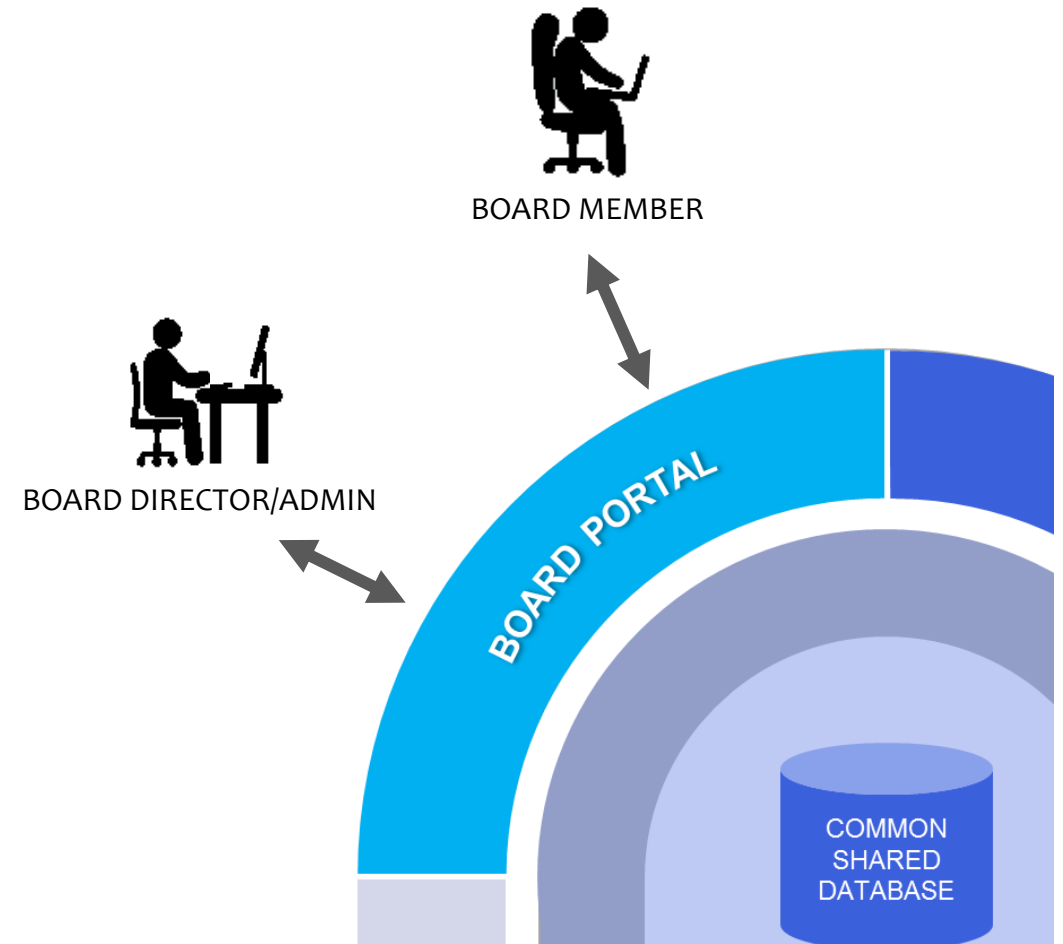 BOARD MEMBER
BOARD DIRECTOR/ADMIN
BOARD PORTAL
COMMON
SHARED
DATABASE